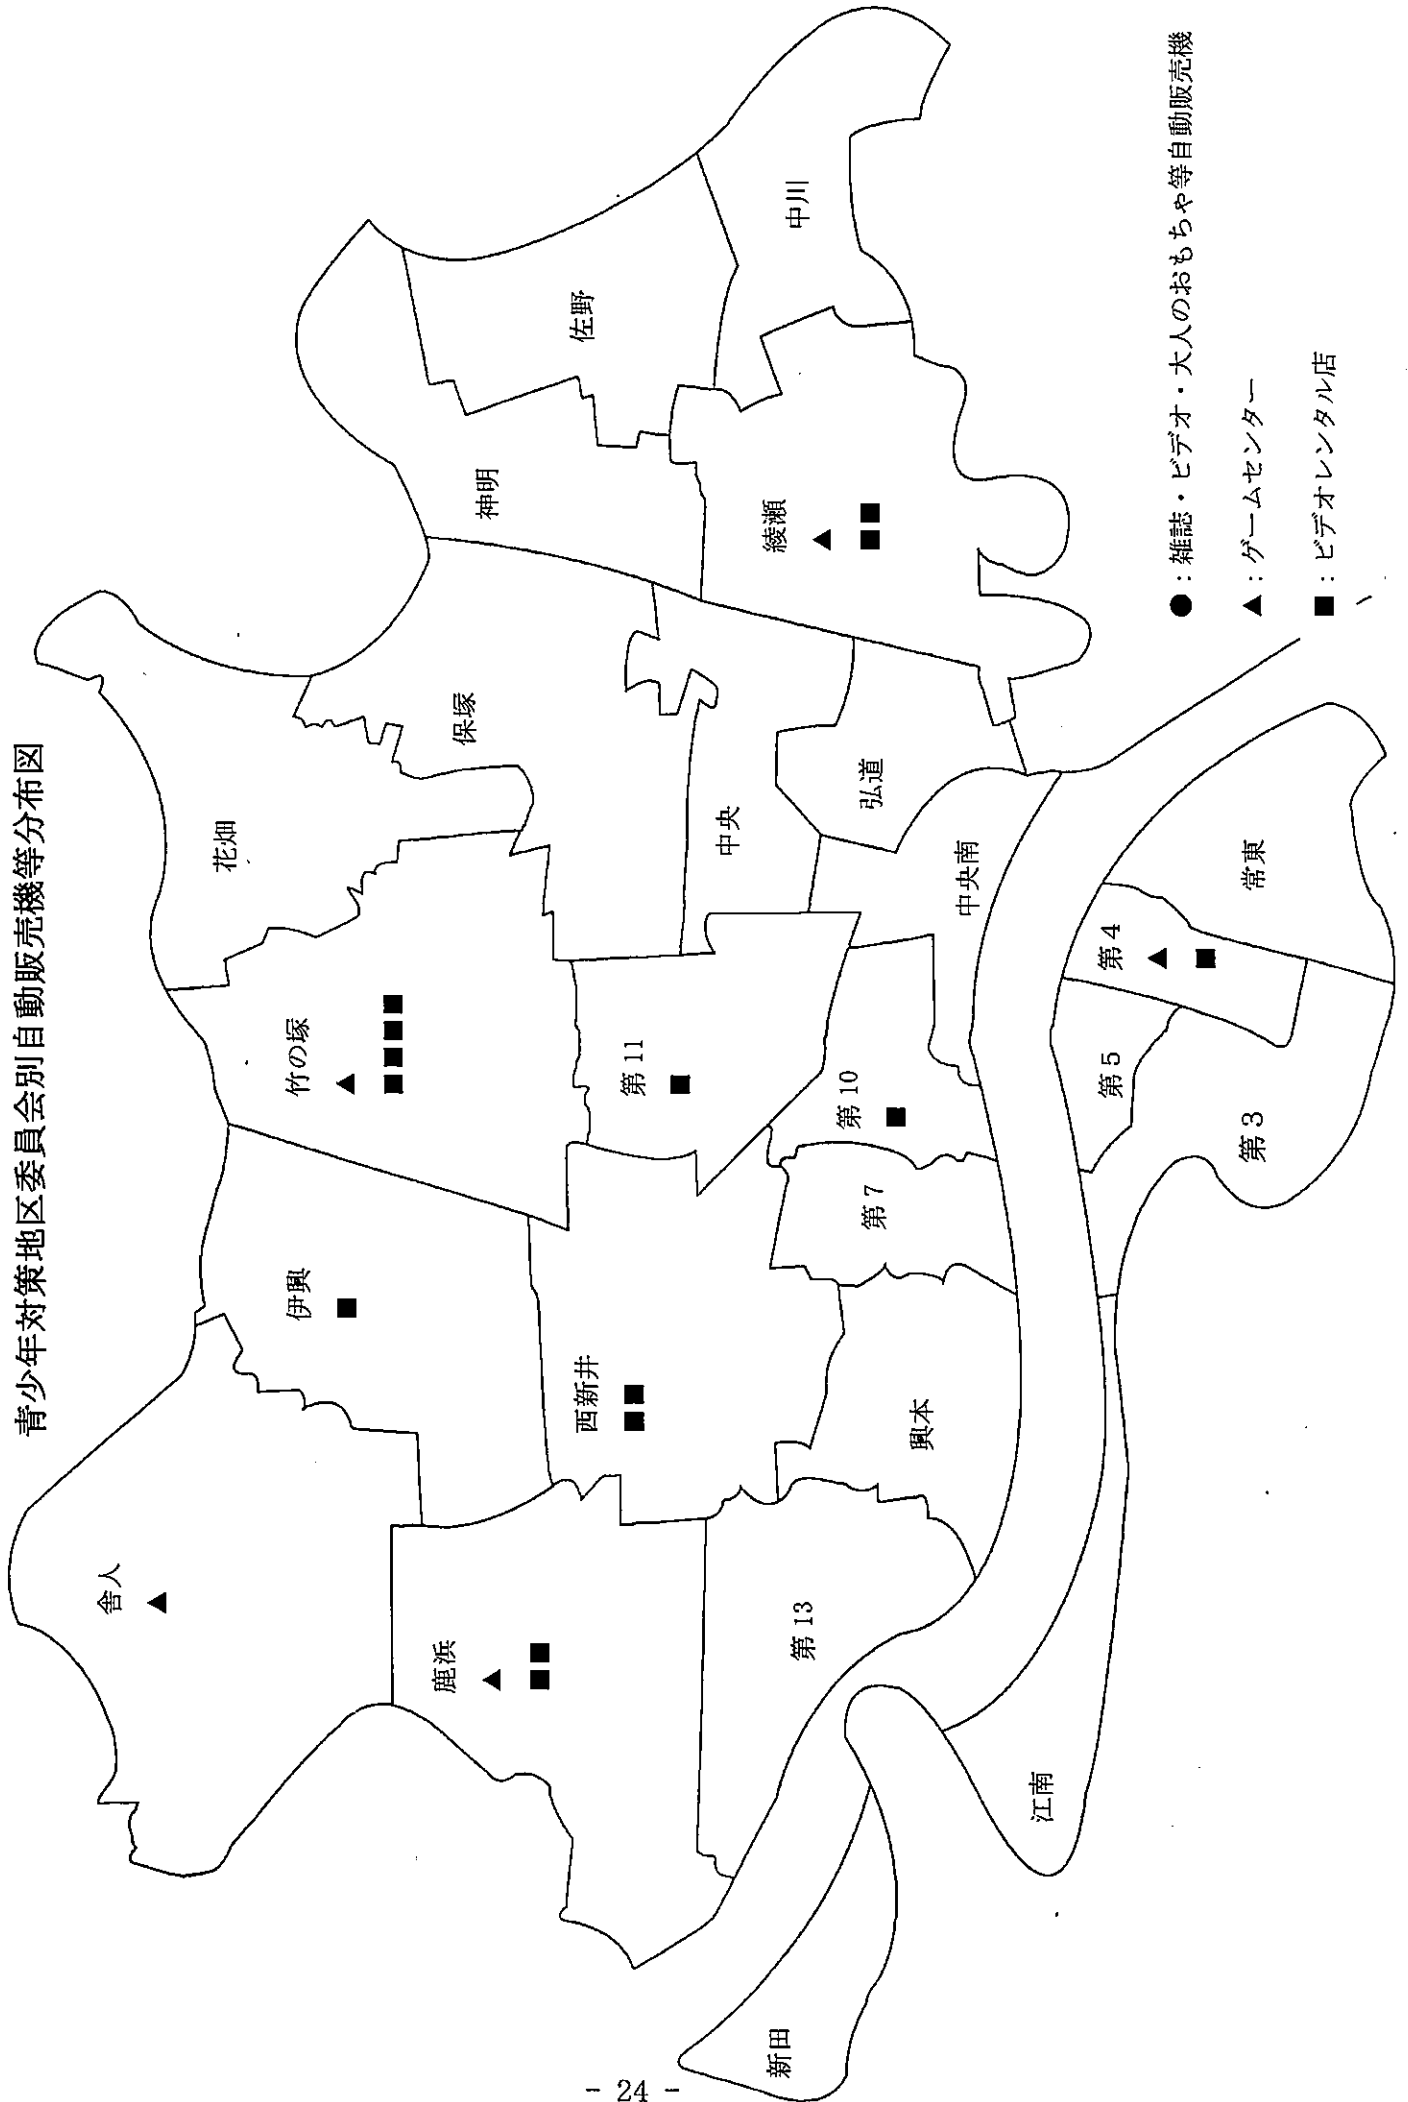 青少年対策地区委員会別自動販売機等分布図
舎人
▲
鹿浜
▲
■■
伊興
■
西新井
■■
第13
興本
新田
江南
竹の塚
▲
■■■■
第11
■
第10
■
第7
花畑
保塚
中央
弘道
中央南
神明
佐野
中川
綾瀬
▲
■■
第5
第4
▲
■
第3
常東
●：雑誌・ビデオ・大人のおもちゃ等自動販売機
▲：ゲームセンター
■：ビデオレンタル店
- 24 -